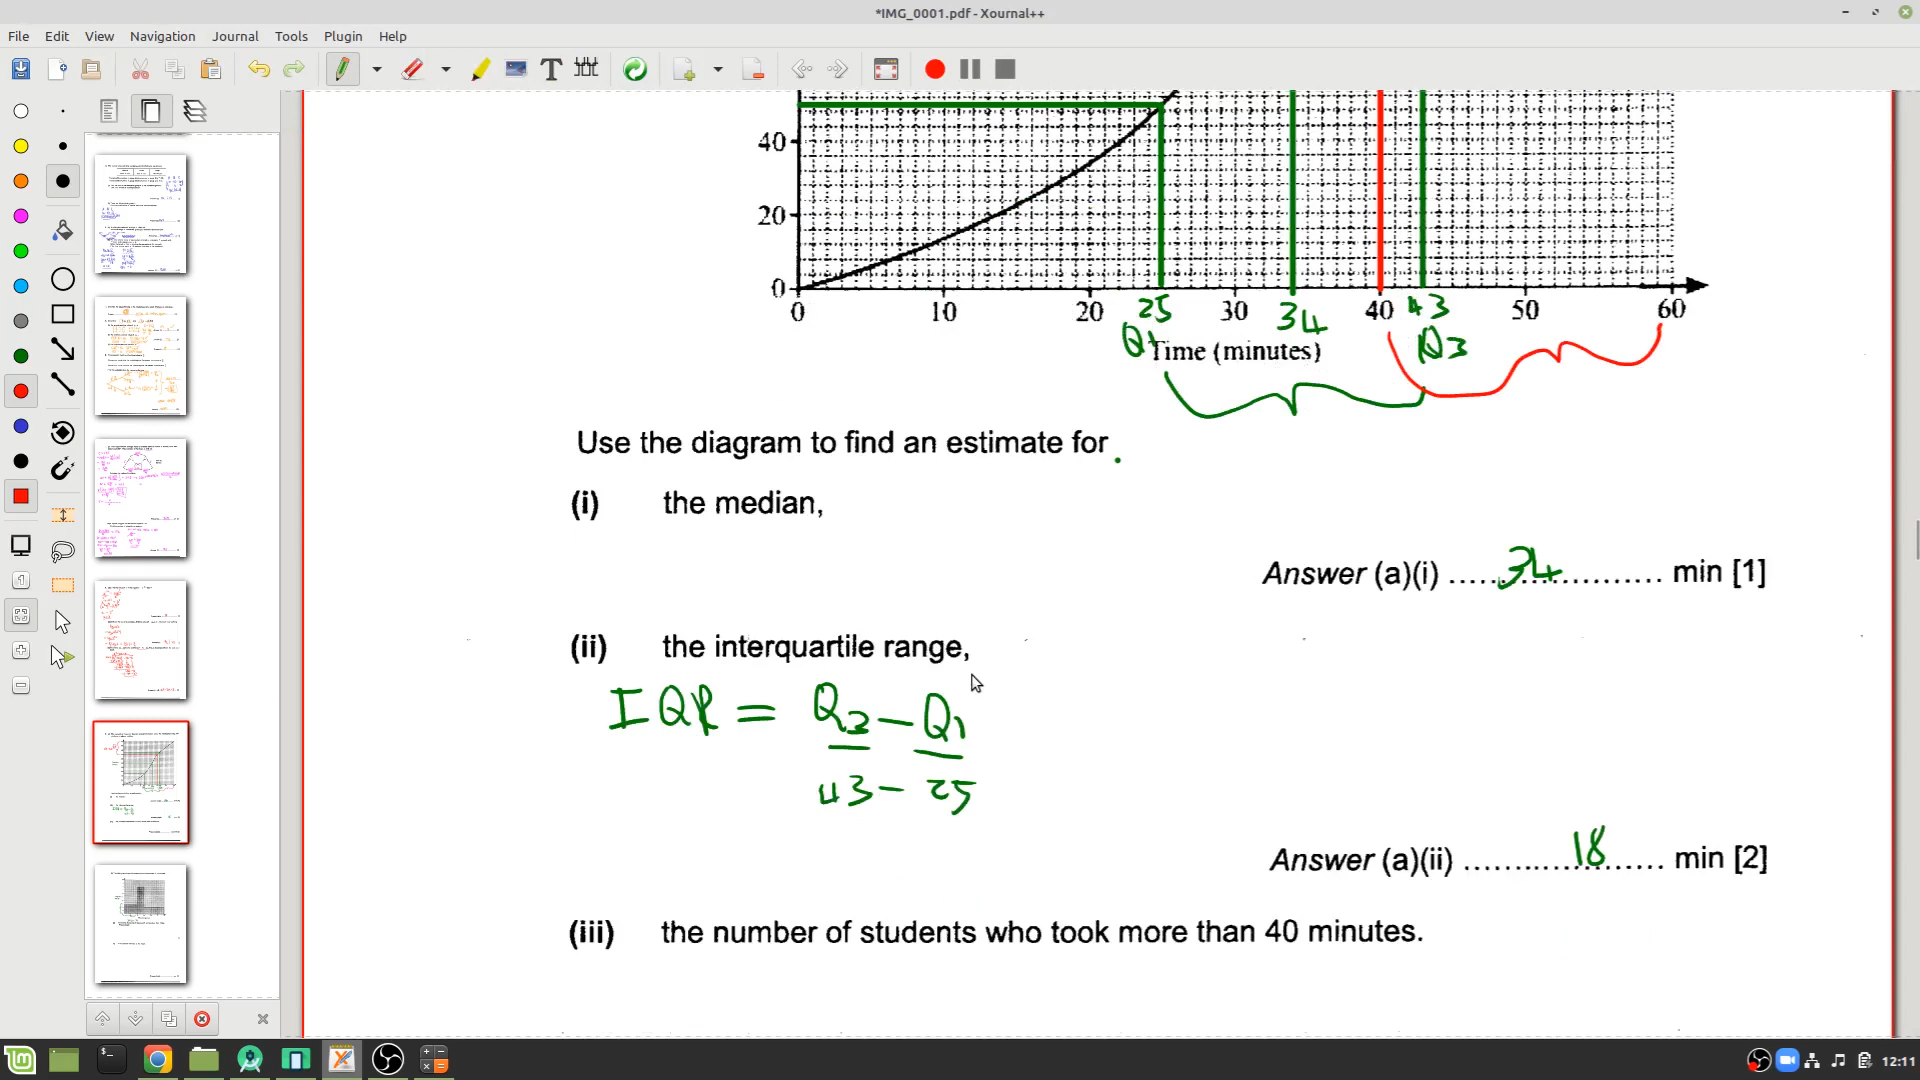 *IMG_0001.pdf - Xournal++
File Edit View Navigation Journal Tools Plugin Help
40
20
0
0 10 20 25 30 34 40 43 50 60
Q1 Time (minutes) Q3
Use the diagram to find an estimate for
(i) the median,
Answer (a)(i) ......34...... min [1]
(ii) the interquartile range,
IQR = Q3 - Q1
43 - 25
Answer (a)(ii) ......18...... min [2]
(iii) the number of students who took more than 40 minutes.
12:11